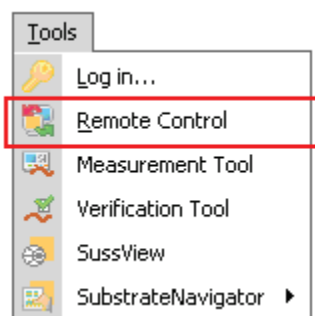 Tools
Log in...
Remote Control
Measurement Tool
Verification Tool
SussView
SubstrateNavigator